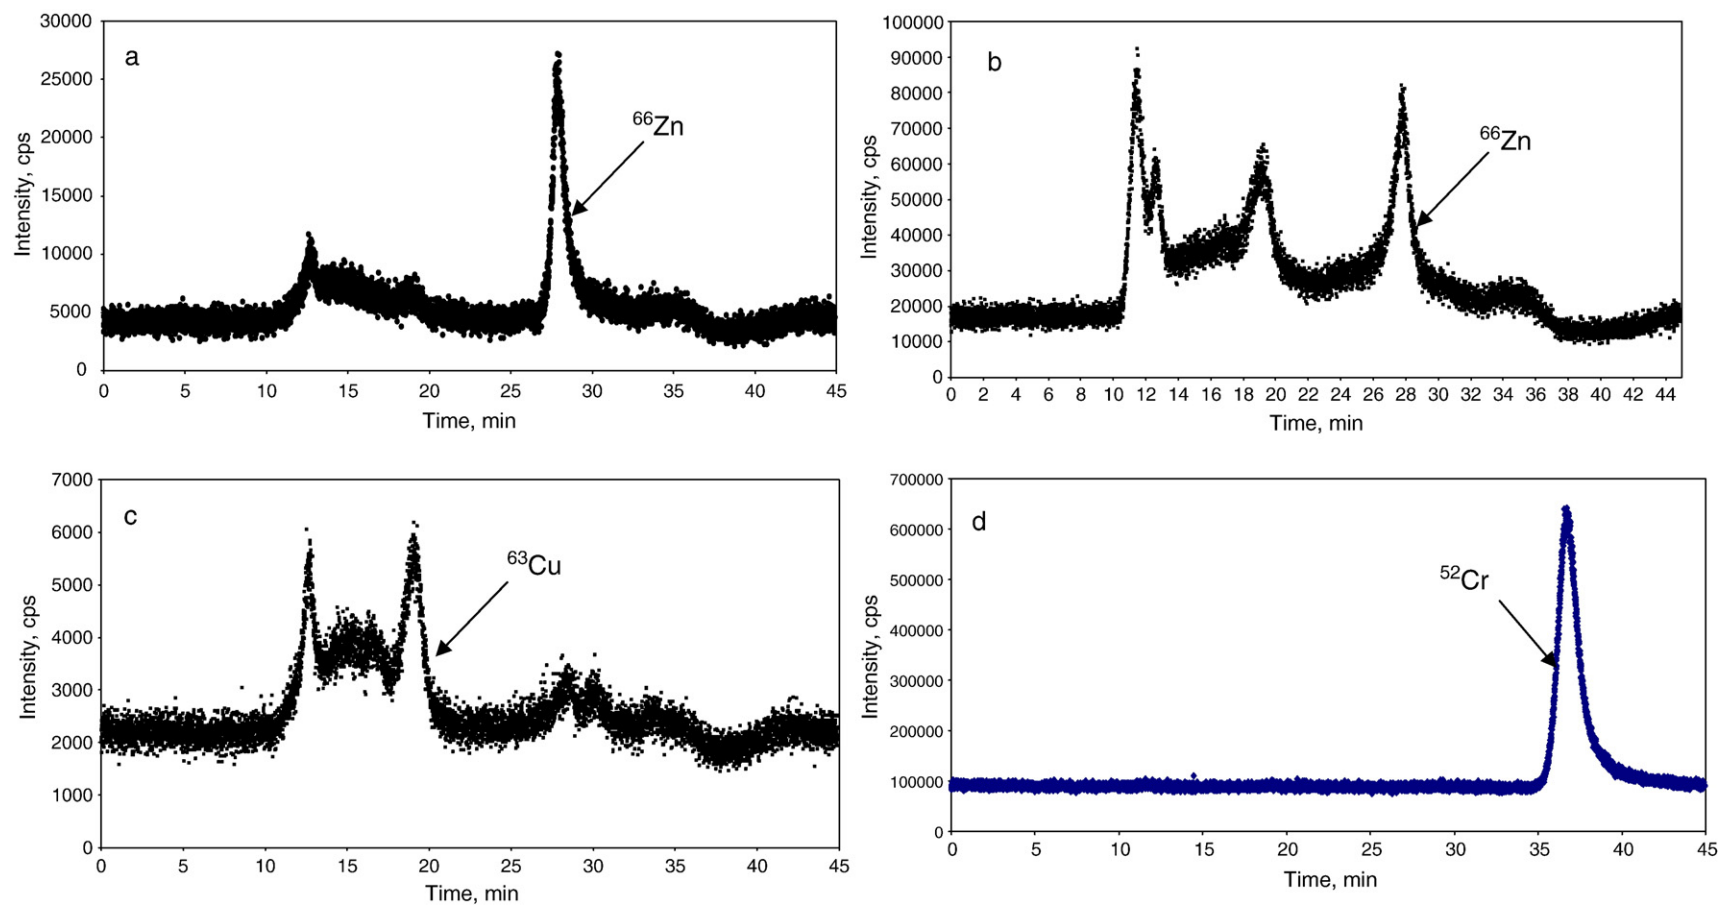 a
30000
25000
20000
15000
10000
5000
0
Intensity, cps
⁶⁶Zn
0 5 10 15 20 25 30 35 40 45
Time, min
b
100000
90000
80000
70000
60000
50000
40000
30000
20000
10000
0
Intensity, cps
⁶⁶Zn
0 2 4 6 8 10 12 14 16 18 20 22 24 26 28 30 32 34 36 38 40 42 44
Time, min
c
7000
6000
5000
4000
3000
2000
1000
0
Intensity, cps
⁶³Cu
0 5 10 15 20 25 30 35 40 45
Time, min
d
700000
600000
500000
400000
300000
200000
100000
0
Intensity, cps
⁵²Cr
0 5 10 15 20 25 30 35 40 45
Time, min